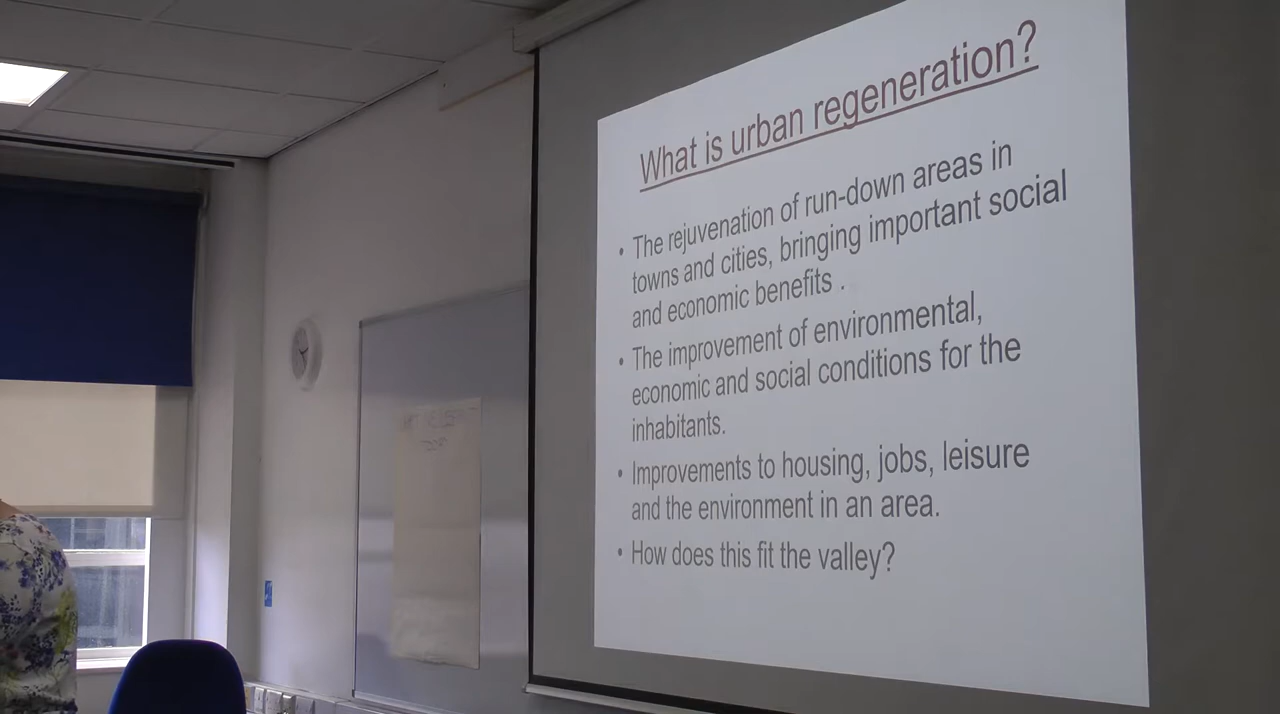 What is urban regeneration?
• The rejuvenation of run-down areas in
towns and cities, bringing important social
and economic benefits .
• The improvement of environmental,
economic and social conditions for the
inhabitants.
• Improvements to housing, jobs, leisure
and the environment in an area.
• How does this fit the valley?